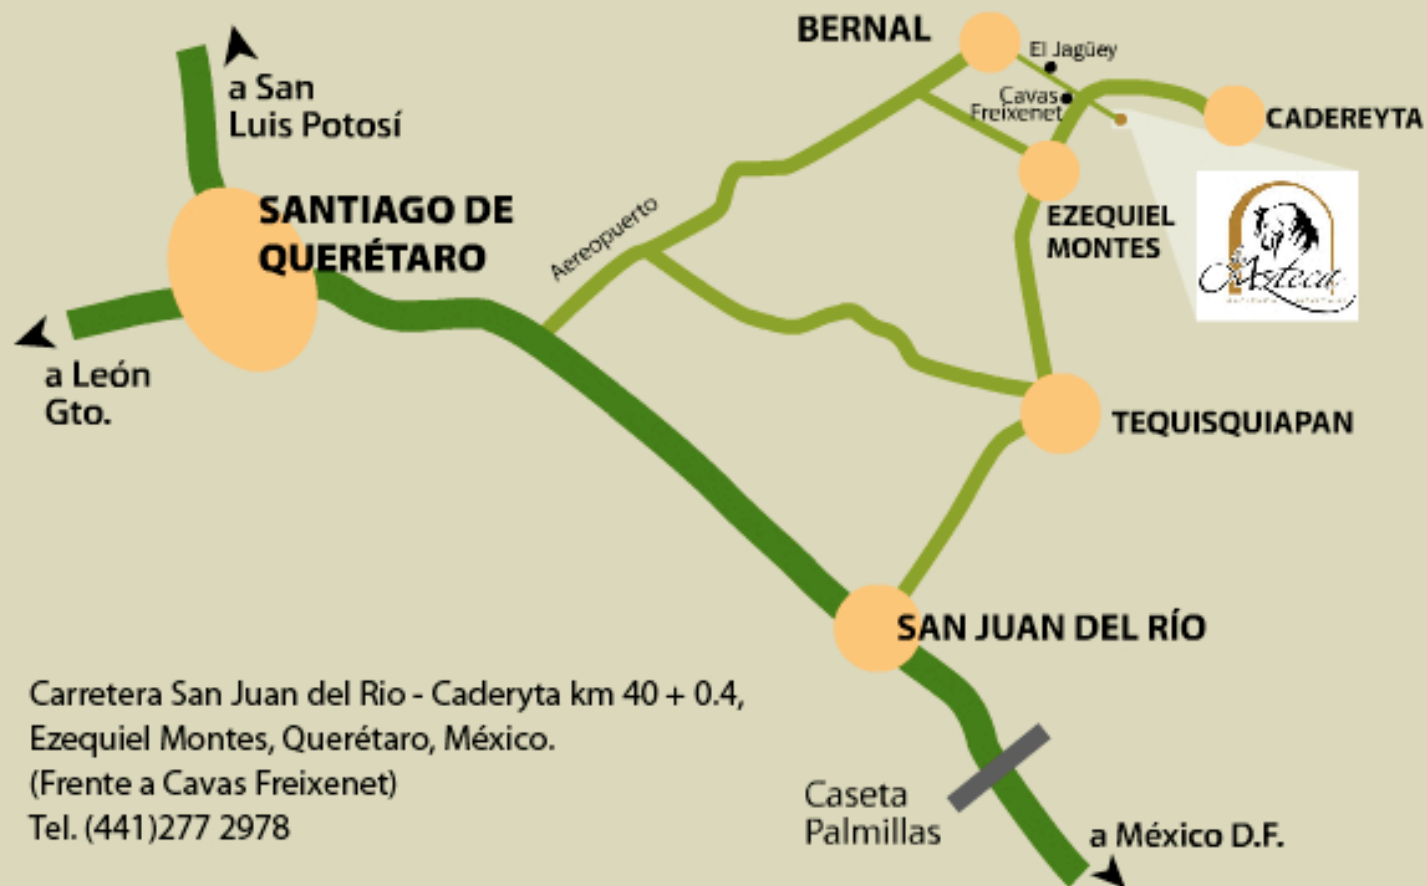 BERNAL
El Jagüey
Cavas
Freixenet
CADEREYTA
a San
Luis Potosí
SANTIAGO DE
QUERÉTARO
Aereopuerto
EZEQUIEL
MONTES
Azteca
a León
Gto.
TEQUISQUIAPAN
SAN JUAN DEL RÍO
Carretera San Juan del Rio - Caderyta km 40 + 0.4,
Ezequiel Montes, Querétaro, México.
(Frente a Cavas Freixenet)
Tel. (441)277 2978
Caseta
Palmillas
a México D.F.